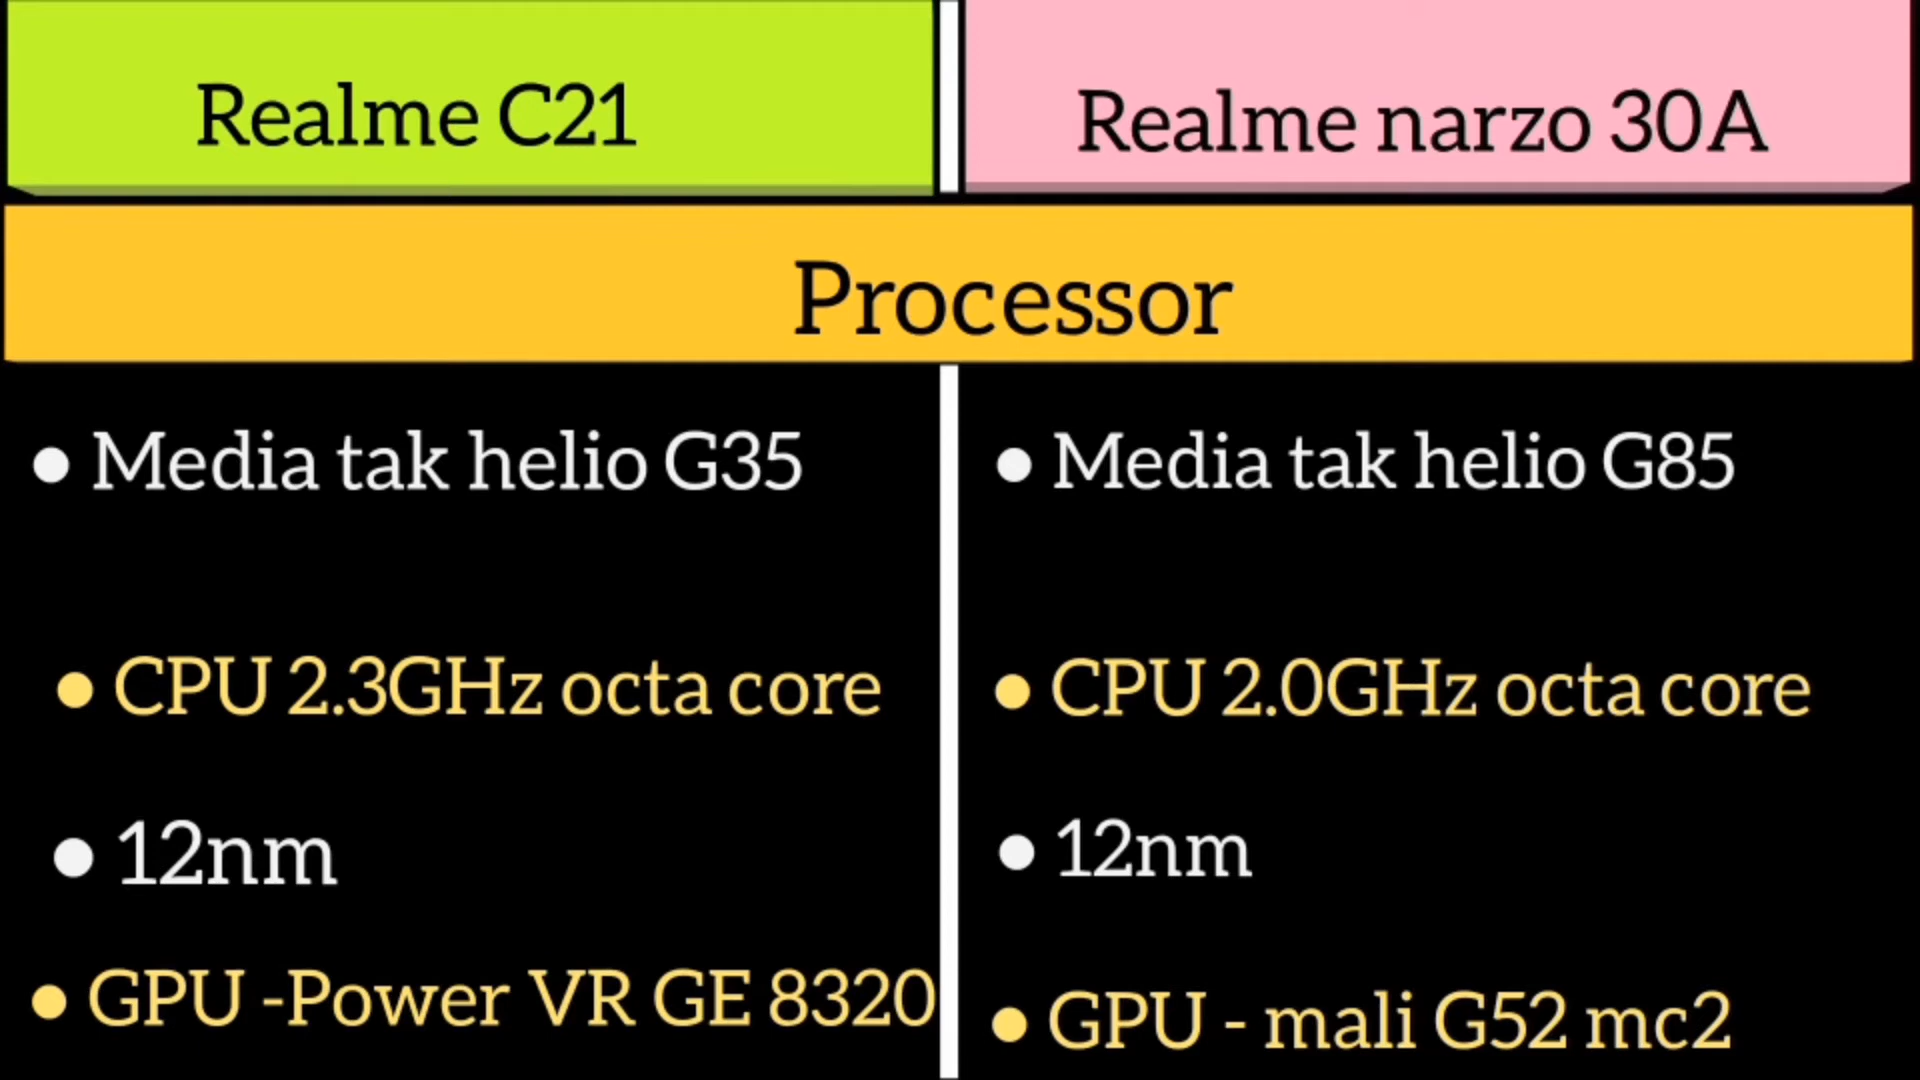 Realme C21
Realme narzo 30A
Processor
• Media tak helio G35
• Media tak helio G85
• CPU 2.3GHz octa core
• CPU 2.0GHz octa core
• 12nm
• 12nm
• GPU -Power VR GE 8320
• GPU - mali G52 mc2